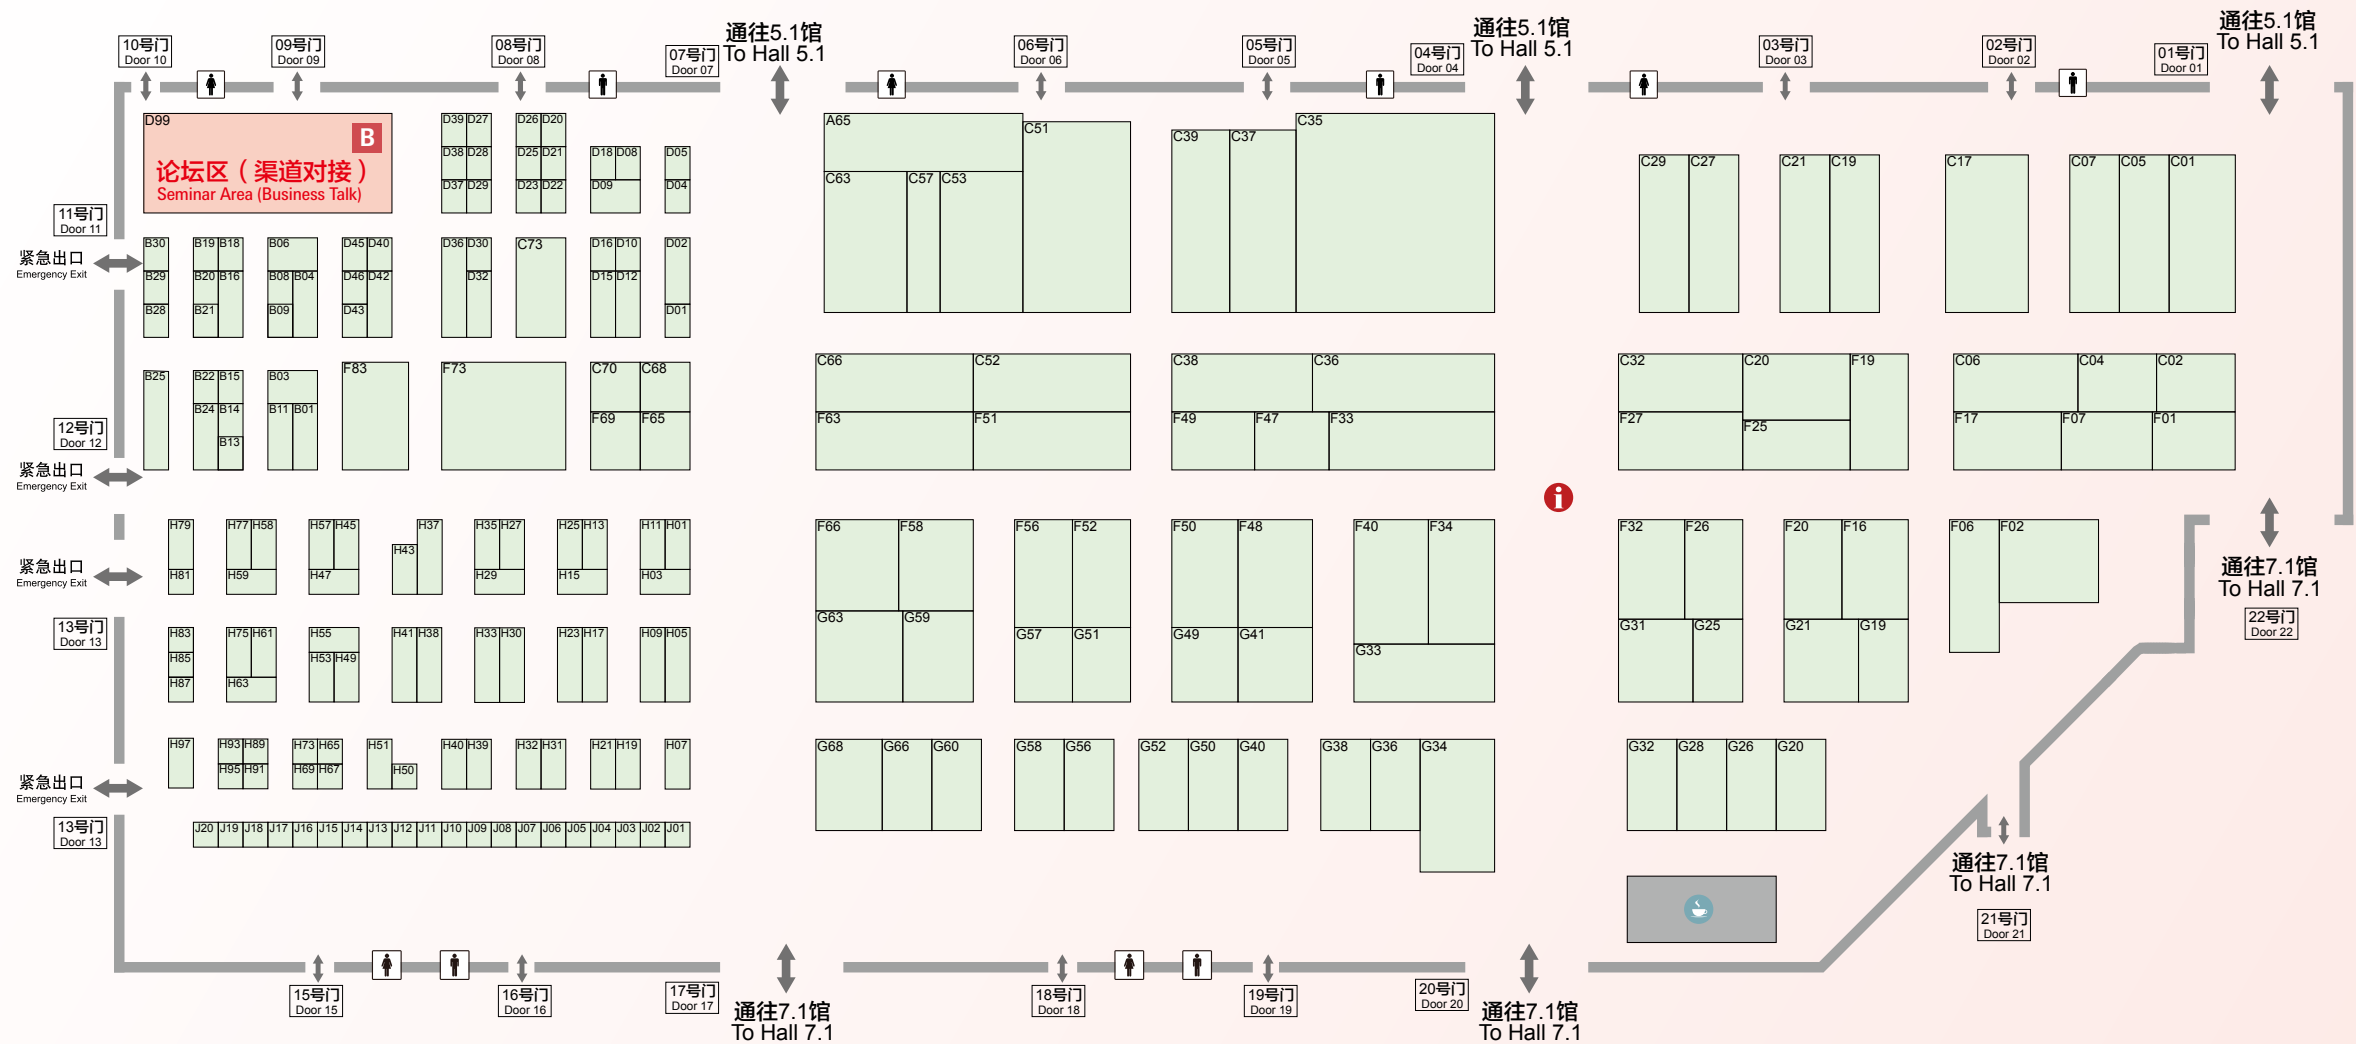 通往5.1馆
To Hall 5.1
通往5.1馆
To Hall 5.1
通往5.1馆
To Hall 5.1
10号门
Door 10
09号门
Door 09
08号门
Door 08
07号门
Door 07
06号门
Door 06
05号门
Door 05
04号门
Door 04
03号门
Door 03
02号门
Door 02
01号门
Door 01
D99
B
论坛区（渠道对接）
Seminar Area (Business Talk)
D39 D27 D26 D20
D38 D28 D25 D21 D18 D08 D05
D37 D29 D23 D22 D09 D04
A65 C51 C39 C37 C35
C63 C57 C53
C29 C27 C21 C19 C17 C07 C05 C01
11号门
Door 11
紧急出口
Emergency Exit
B30 B19 B18 B06 D45 D40 D36 D30 C73 D16 D10 D02
B29 B20 B16 B08 B04 D46 D42 D32 D15 D12
B28 B21 B09 D43 D01
C66 C52 C38 C36 C32 C20 F19 C06 C04 C02
B25 B22 B15 B03 F83 F73 C70 C68
B24 B14 B11 B01 F69 F65
B13
F63 F51 F49 F47 F33 F27 F25 F17 F07 F01
12号门
Door 12
紧急出口
Emergency Exit
i
H79 H77 H58 H57 H45 H37 H35 H27 H25 H13 H11 H01
H43
H81 H59 H47 H29 H15 H03
F66 F58 F56 F52 F50 F48 F40 F34 F32 F26 F20 F16 F06 F02
紧急出口
Emergency Exit
通往7.1馆
To Hall 7.1
22号门
Door 22
13号门
Door 13
H83 H75 H61 H55 H41 H38 H33 H30 H23 H17 H09 H05
H85 H53 H49
H87 H63
G63 G59 G57 G51 G49 G41 G33 G31 G25 G21 G19
H97 H93 H89 H73 H65 H51 H40 H39 H32 H31 H21 H19 H07
H95 H91 H69 H67 H50
G68 G66 G60 G58 G56 G52 G50 G40 G38 G36 G34 G32 G28 G26 G20
紧急出口
Emergency Exit
13号门
Door 13
J20 J19 J18 J17 J16 J15 J14 J13 J12 J11 J10 J09 J08 J07 J06 J05 J04 J03 J02 J01
通往7.1馆
To Hall 7.1
21号门
Door 21
15号门
Door 15
16号门
Door 16
17号门
Door 17
通往7.1馆
To Hall 7.1
18号门
Door 18
19号门
Door 19
20号门
Door 20
通往7.1馆
To Hall 7.1